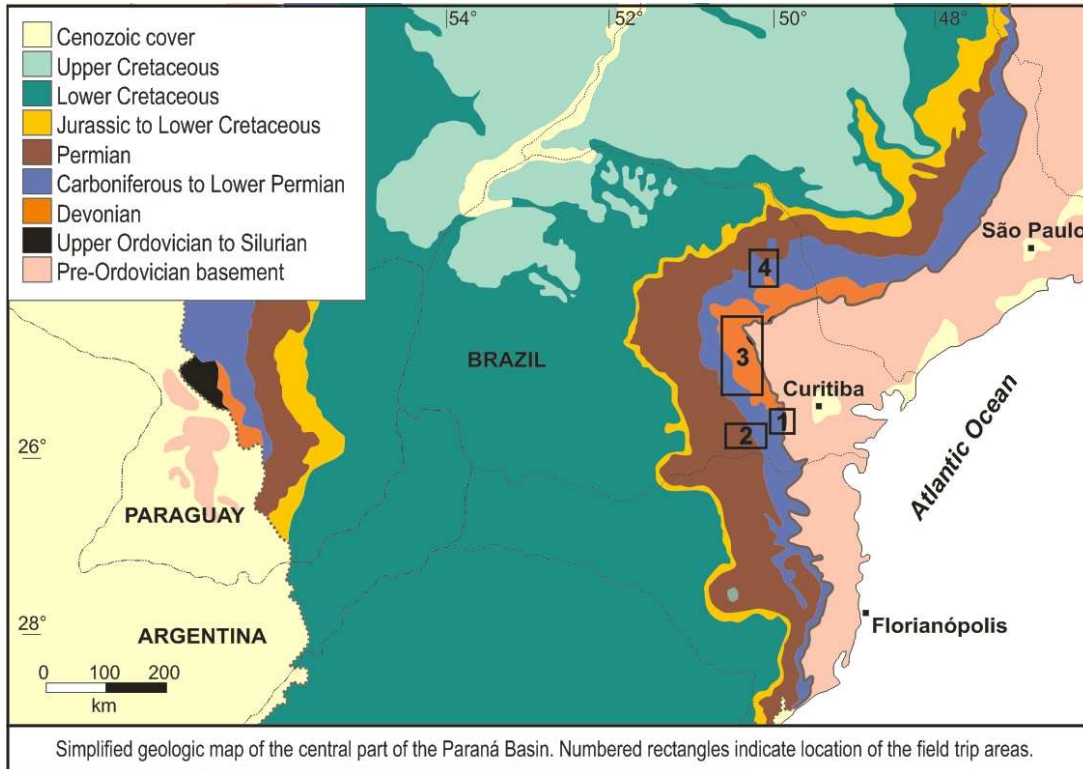 54°
52°
50°
48°
Cenozoic cover
Upper Cretaceous
Lower Cretaceous
Jurassic to Lower Cretaceous
Permian
Carboniferous to Lower Permian
Devonian
Upper Ordovician to Silurian
Pre-Ordovician basement
São Paulo
4
BRAZIL
3
Curitiba
1
2
Atlantic Ocean
26°
PARAGUAY
28°
ARGENTINA
Florianópolis
0 100 200
km
Simplified geologic map of the central part of the Paraná Basin. Numbered rectangles indicate location of the field trip areas.